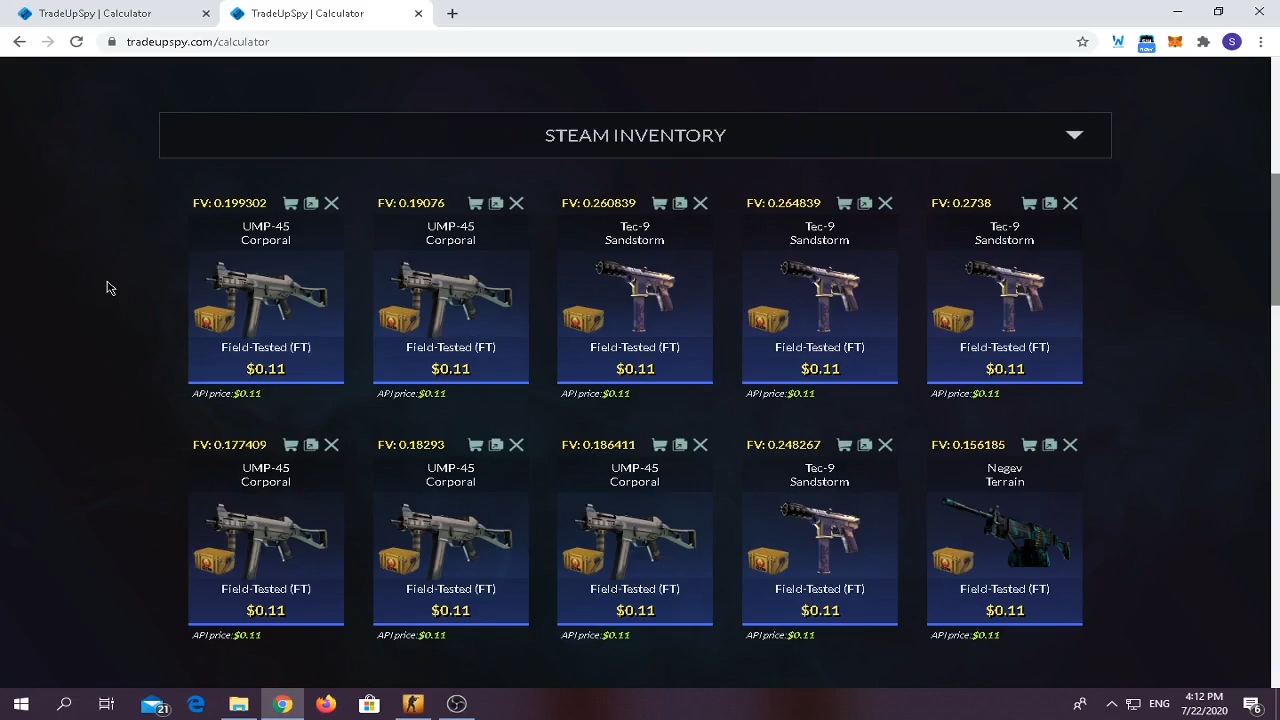 TradeUpSpy | Calculator
TradeUpSpy | Calculator
tradeupspy.com/calculator
S
STEAM INVENTORY
FV: 0.199302
FV: 0.19076
FV: 0.260839
FV: 0.264839
FV: 0.2738
UMP-45
Corporal
UMP-45
Corporal
Tec-9
Sandstorm
Tec-9
Sandstorm
Tec-9
Sandstorm
Field-Tested (FT)
Field-Tested (FT)
Field-Tested (FT)
Field-Tested (FT)
Field-Tested (FT)
$0.11
$0.11
$0.11
$0.11
$0.11
API price:$0.11
API price:$0.11
API price:$0.11
API price:$0.11
API price:$0.11
FV: 0.177409
FV: 0.18293
FV: 0.186411
FV: 0.248267
FV: 0.156185
UMP-45
Corporal
UMP-45
Corporal
UMP-45
Corporal
Tec-9
Sandstorm
Negev
Terrain
Field-Tested (FT)
Field-Tested (FT)
Field-Tested (FT)
Field-Tested (FT)
Field-Tested (FT)
$0.11
$0.11
$0.11
$0.11
$0.11
API price:$0.11
API price:$0.11
API price:$0.11
API price:$0.11
API price:$0.11
21
ENG
4:12 PM
7/22/2020
6